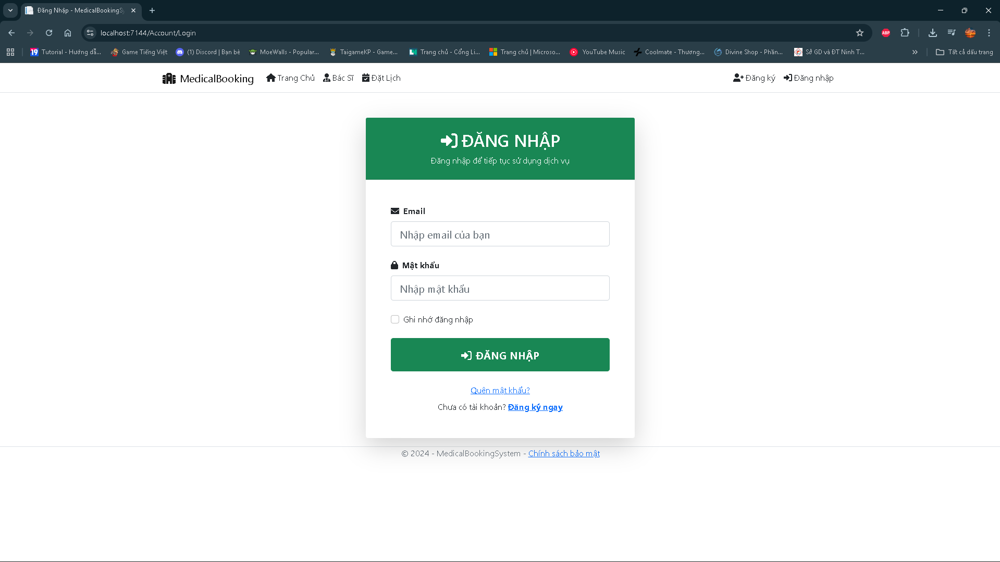 Đăng Nhập - MedicalBookingS
localhost:7144/Account/Login
ABP
19 Tutorial - Hướng dẫ...
Game Tiếng Việt
(1) Discord | Bạn bè
MoeWalls - Popular...
TaigameKP - Game...
Trang chủ - Cổng Li...
Trang chủ | Microso...
YouTube Music
Coolmate - Thương...
Divine Shop - Phần...
Sở GD và ĐT Ninh T...
Tất cả dấu trang
MedicalBooking
Trang Chủ
Bác Sĩ
Đặt Lịch
Đăng ký
Đăng nhập
ĐĂNG NHẬP
Đăng nhập để tiếp tục sử dụng dịch vụ
Email
Nhập email của bạn
Mật khẩu
Nhập mật khẩu
Ghi nhớ đăng nhập
ĐĂNG NHẬP
Quên mật khẩu?
Chưa có tài khoản? Đăng ký ngay
© 2024 - MedicalBookingSystem - Chính sách bảo mật